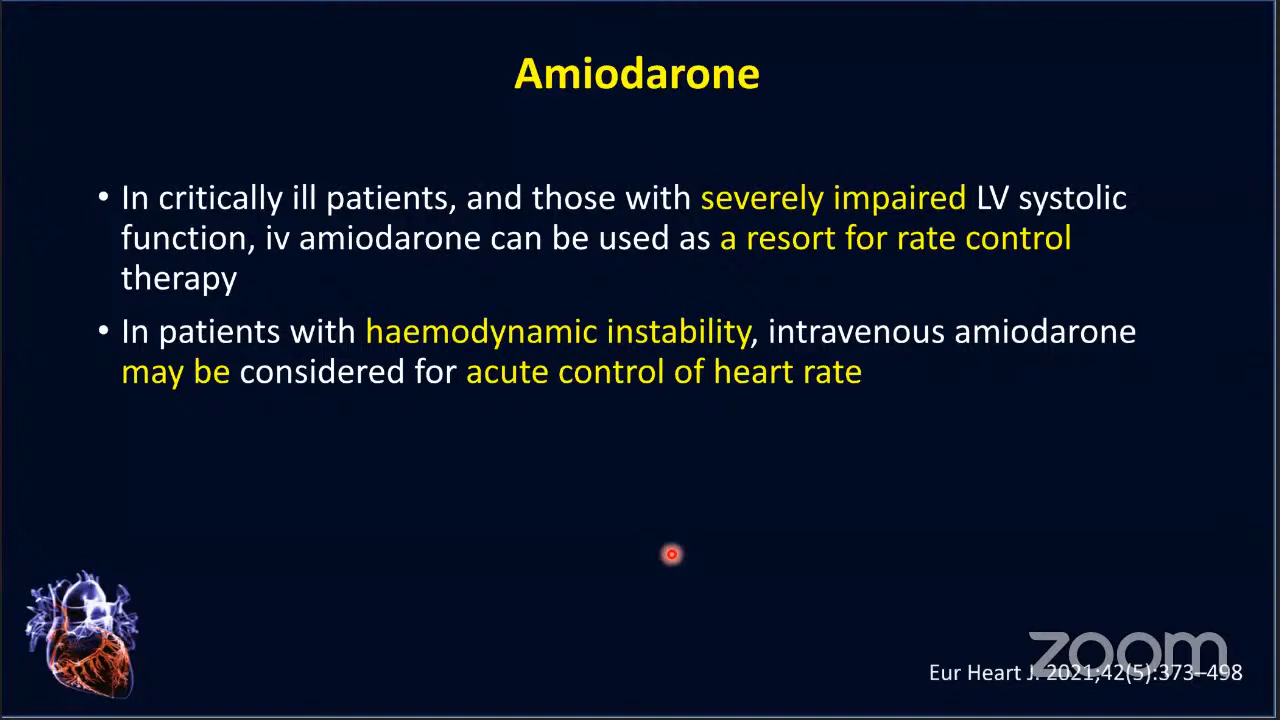 Amiodarone
• In critically ill patients, and those with severely impaired LV systolic
function, iv amiodarone can be used as a resort for rate control
therapy
• In patients with haemodynamic instability, intravenous amiodarone
may be considered for acute control of heart rate
zoom
Eur Heart J. 2021;42(5):373–498